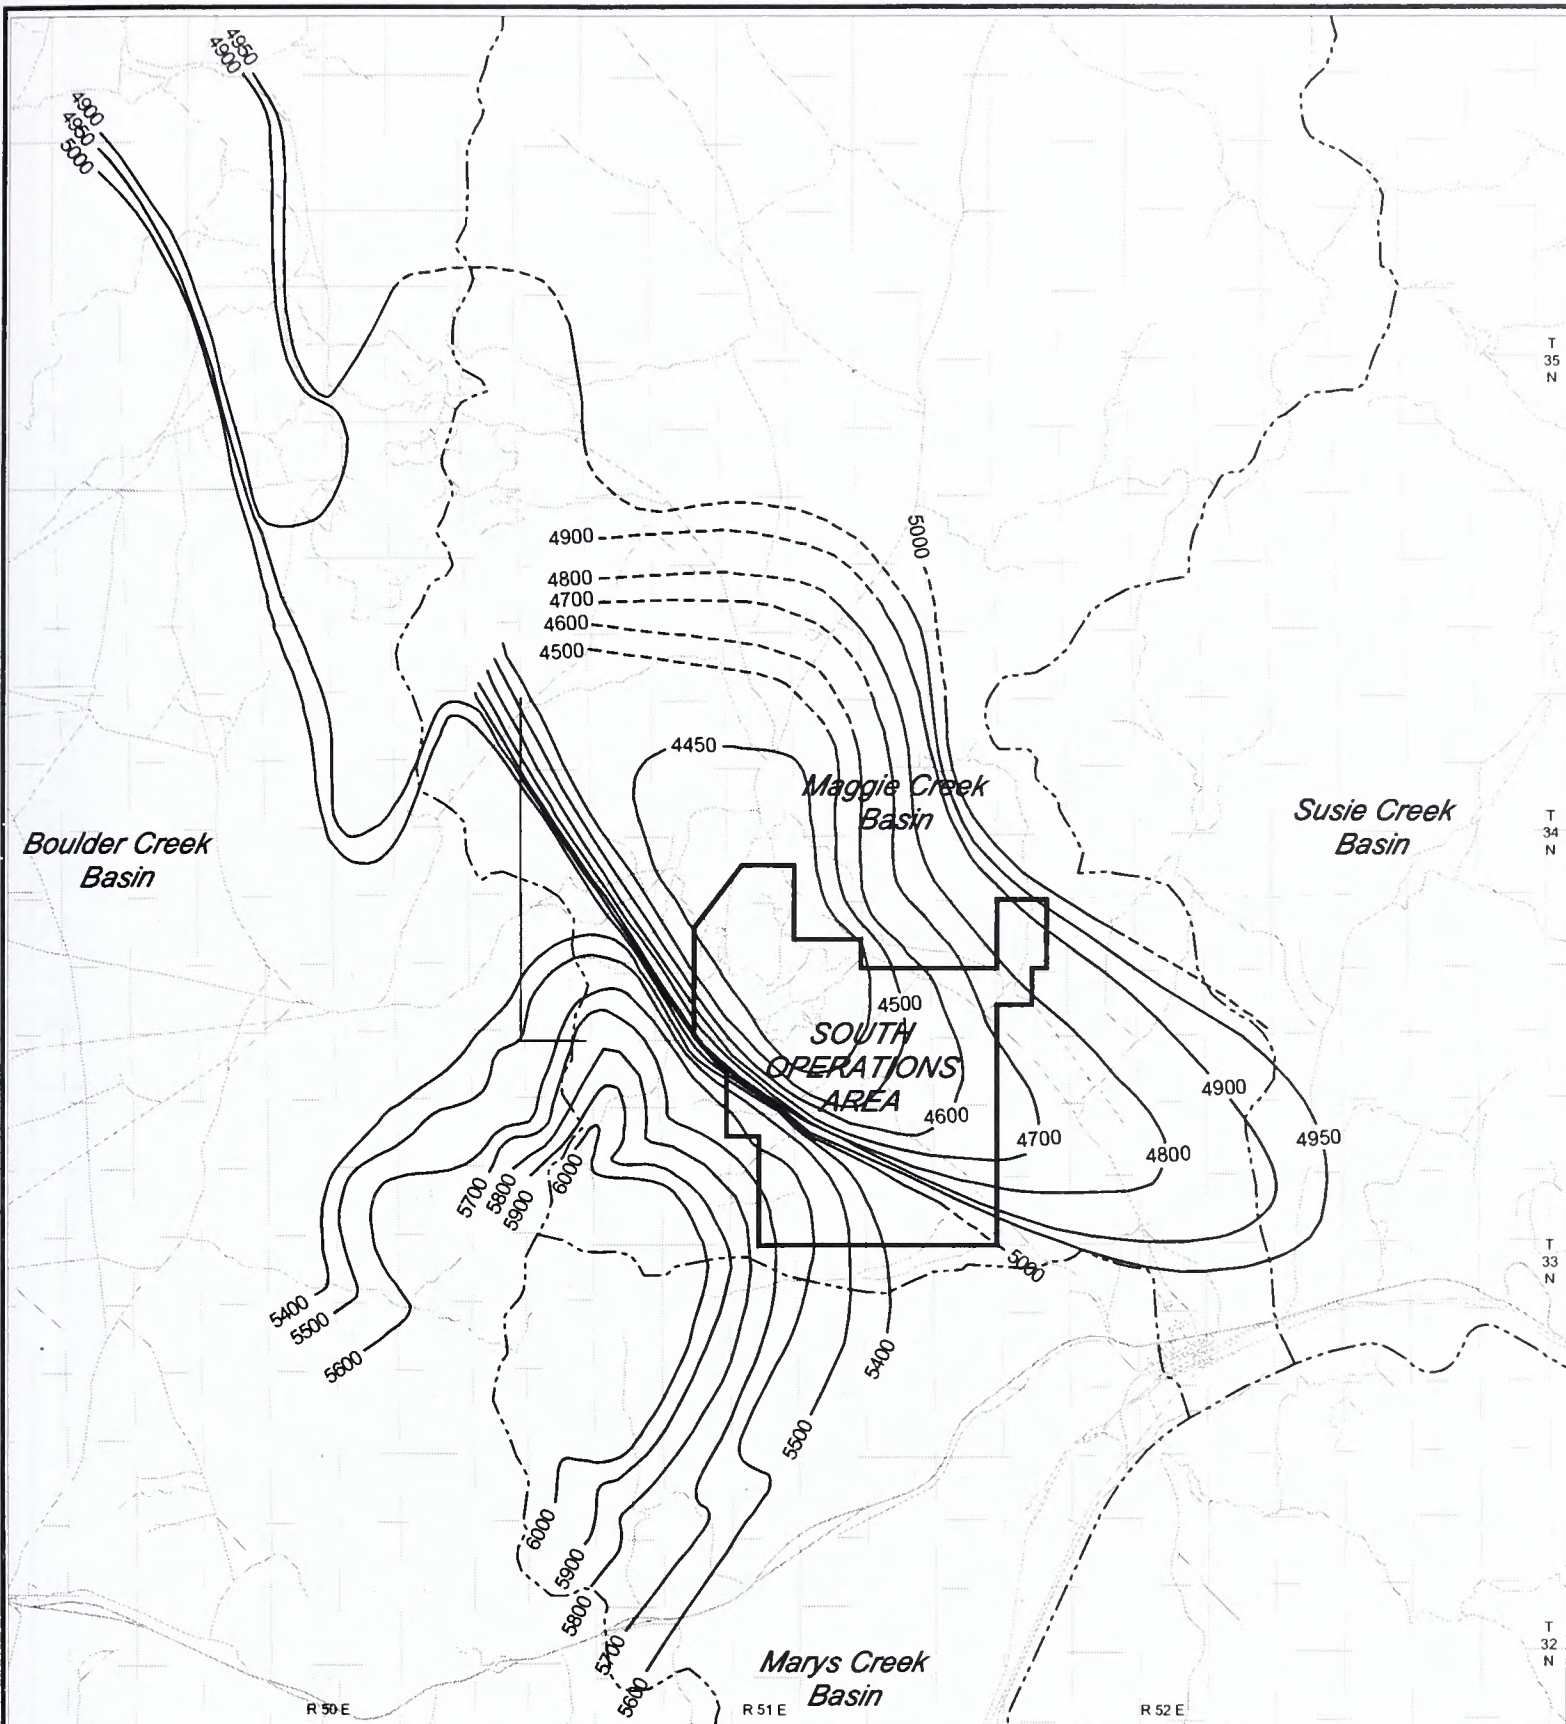 4950
4900
4900
4950
5000
T
35
N
5000
4900
4800
4700
4600
4500
4450
Maggie Creek
Basin
Susie Creek
Basin
T
34
N
Boulder Creek
Basin
4500
SOUTH
OPERATIONS
AREA
4600
4700
4800
4900
4950
5700
5800
5900
6000
5000
T
33
N
5400
5500
5600
5400
5500
6000
5900
5800
5700
5600
Marys Creek
Basin
T
32
N
R 50 E
R 51 E
R 52 E